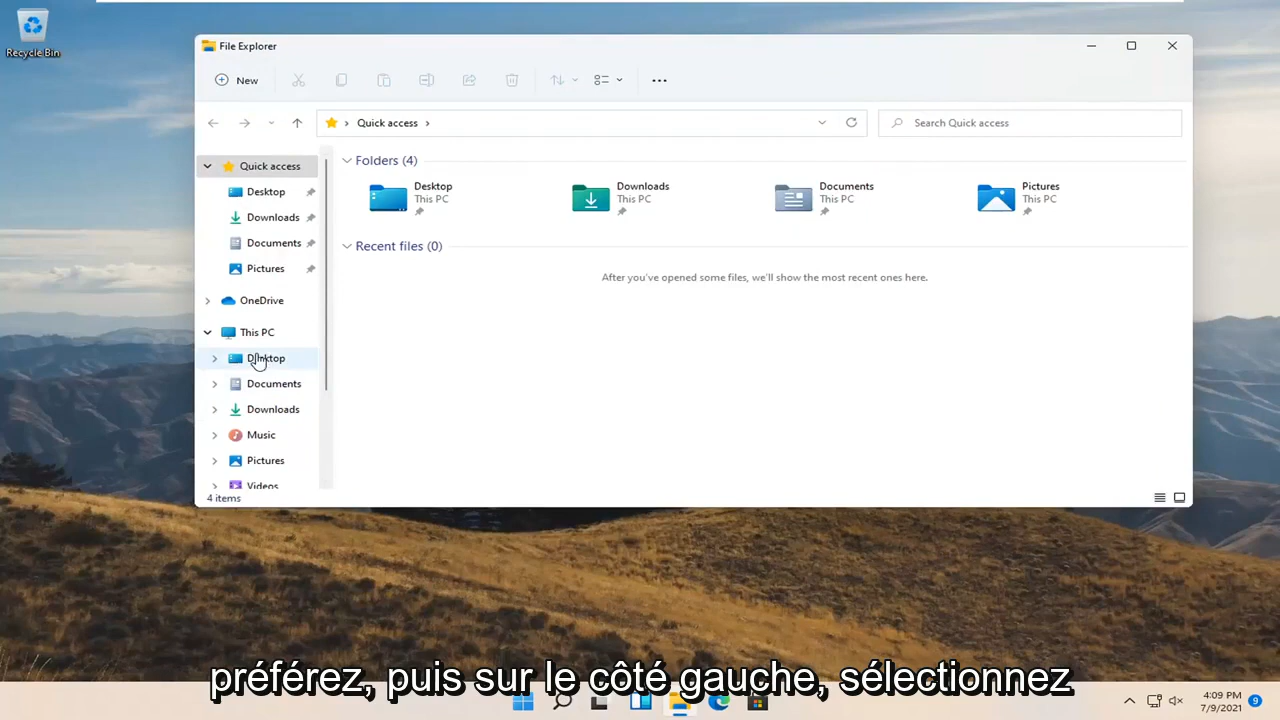 Recycle Bin
File Explorer
New
Quick access
Search Quick access
Quick access
Desktop
Downloads
Documents
Pictures
OneDrive
This PC
Desktop
Documents
Downloads
Music
Pictures
Videos
Folders (4)
Desktop
This PC
Downloads
This PC
Documents
This PC
Pictures
This PC
Recent files (0)
After you've opened some files, we'll show the most recent ones here.
4 items
préférez, puis sur le côté gauche, sélectionnez
4:09 PM
7/9/2021
9